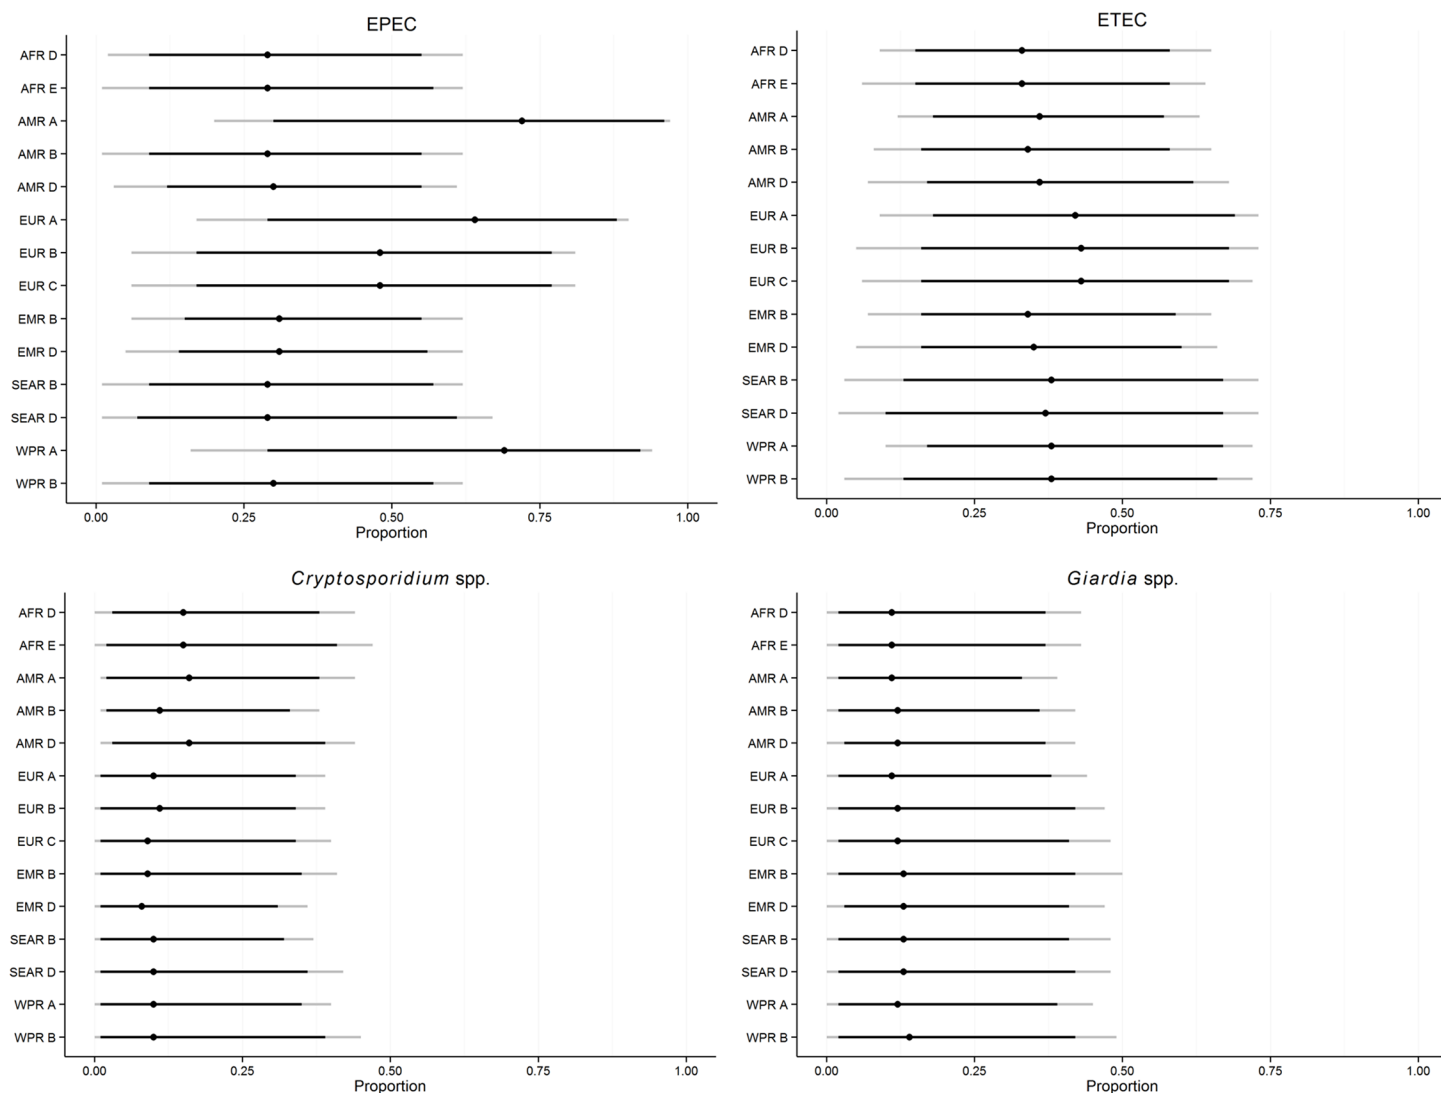 EPEC
AFR D
AFR E
AMR A
AMR B
AMR D
EUR A
EUR B
EUR C
EMR B
EMR D
SEAR B
SEAR D
WPR A
WPR B
0.00 0.25 0.50 0.75 1.00
Proportion
ETEC
AFR D
AFR E
AMR A
AMR B
AMR D
EUR A
EUR B
EUR C
EMR B
EMR D
SEAR B
SEAR D
WPR A
WPR B
0.00 0.25 0.50 0.75 1.00
Proportion
Cryptosporidium spp.
AFR D
AFR E
AMR A
AMR B
AMR D
EUR A
EUR B
EUR C
EMR B
EMR D
SEAR B
SEAR D
WPR A
WPR B
0.00 0.25 0.50 0.75 1.00
Proportion
Giardia spp.
AFR D
AFR E
AMR A
AMR B
AMR D
EUR A
EUR B
EUR C
EMR B
EMR D
SEAR B
SEAR D
WPR A
WPR B
0.00 0.25 0.50 0.75 1.00
Proportion